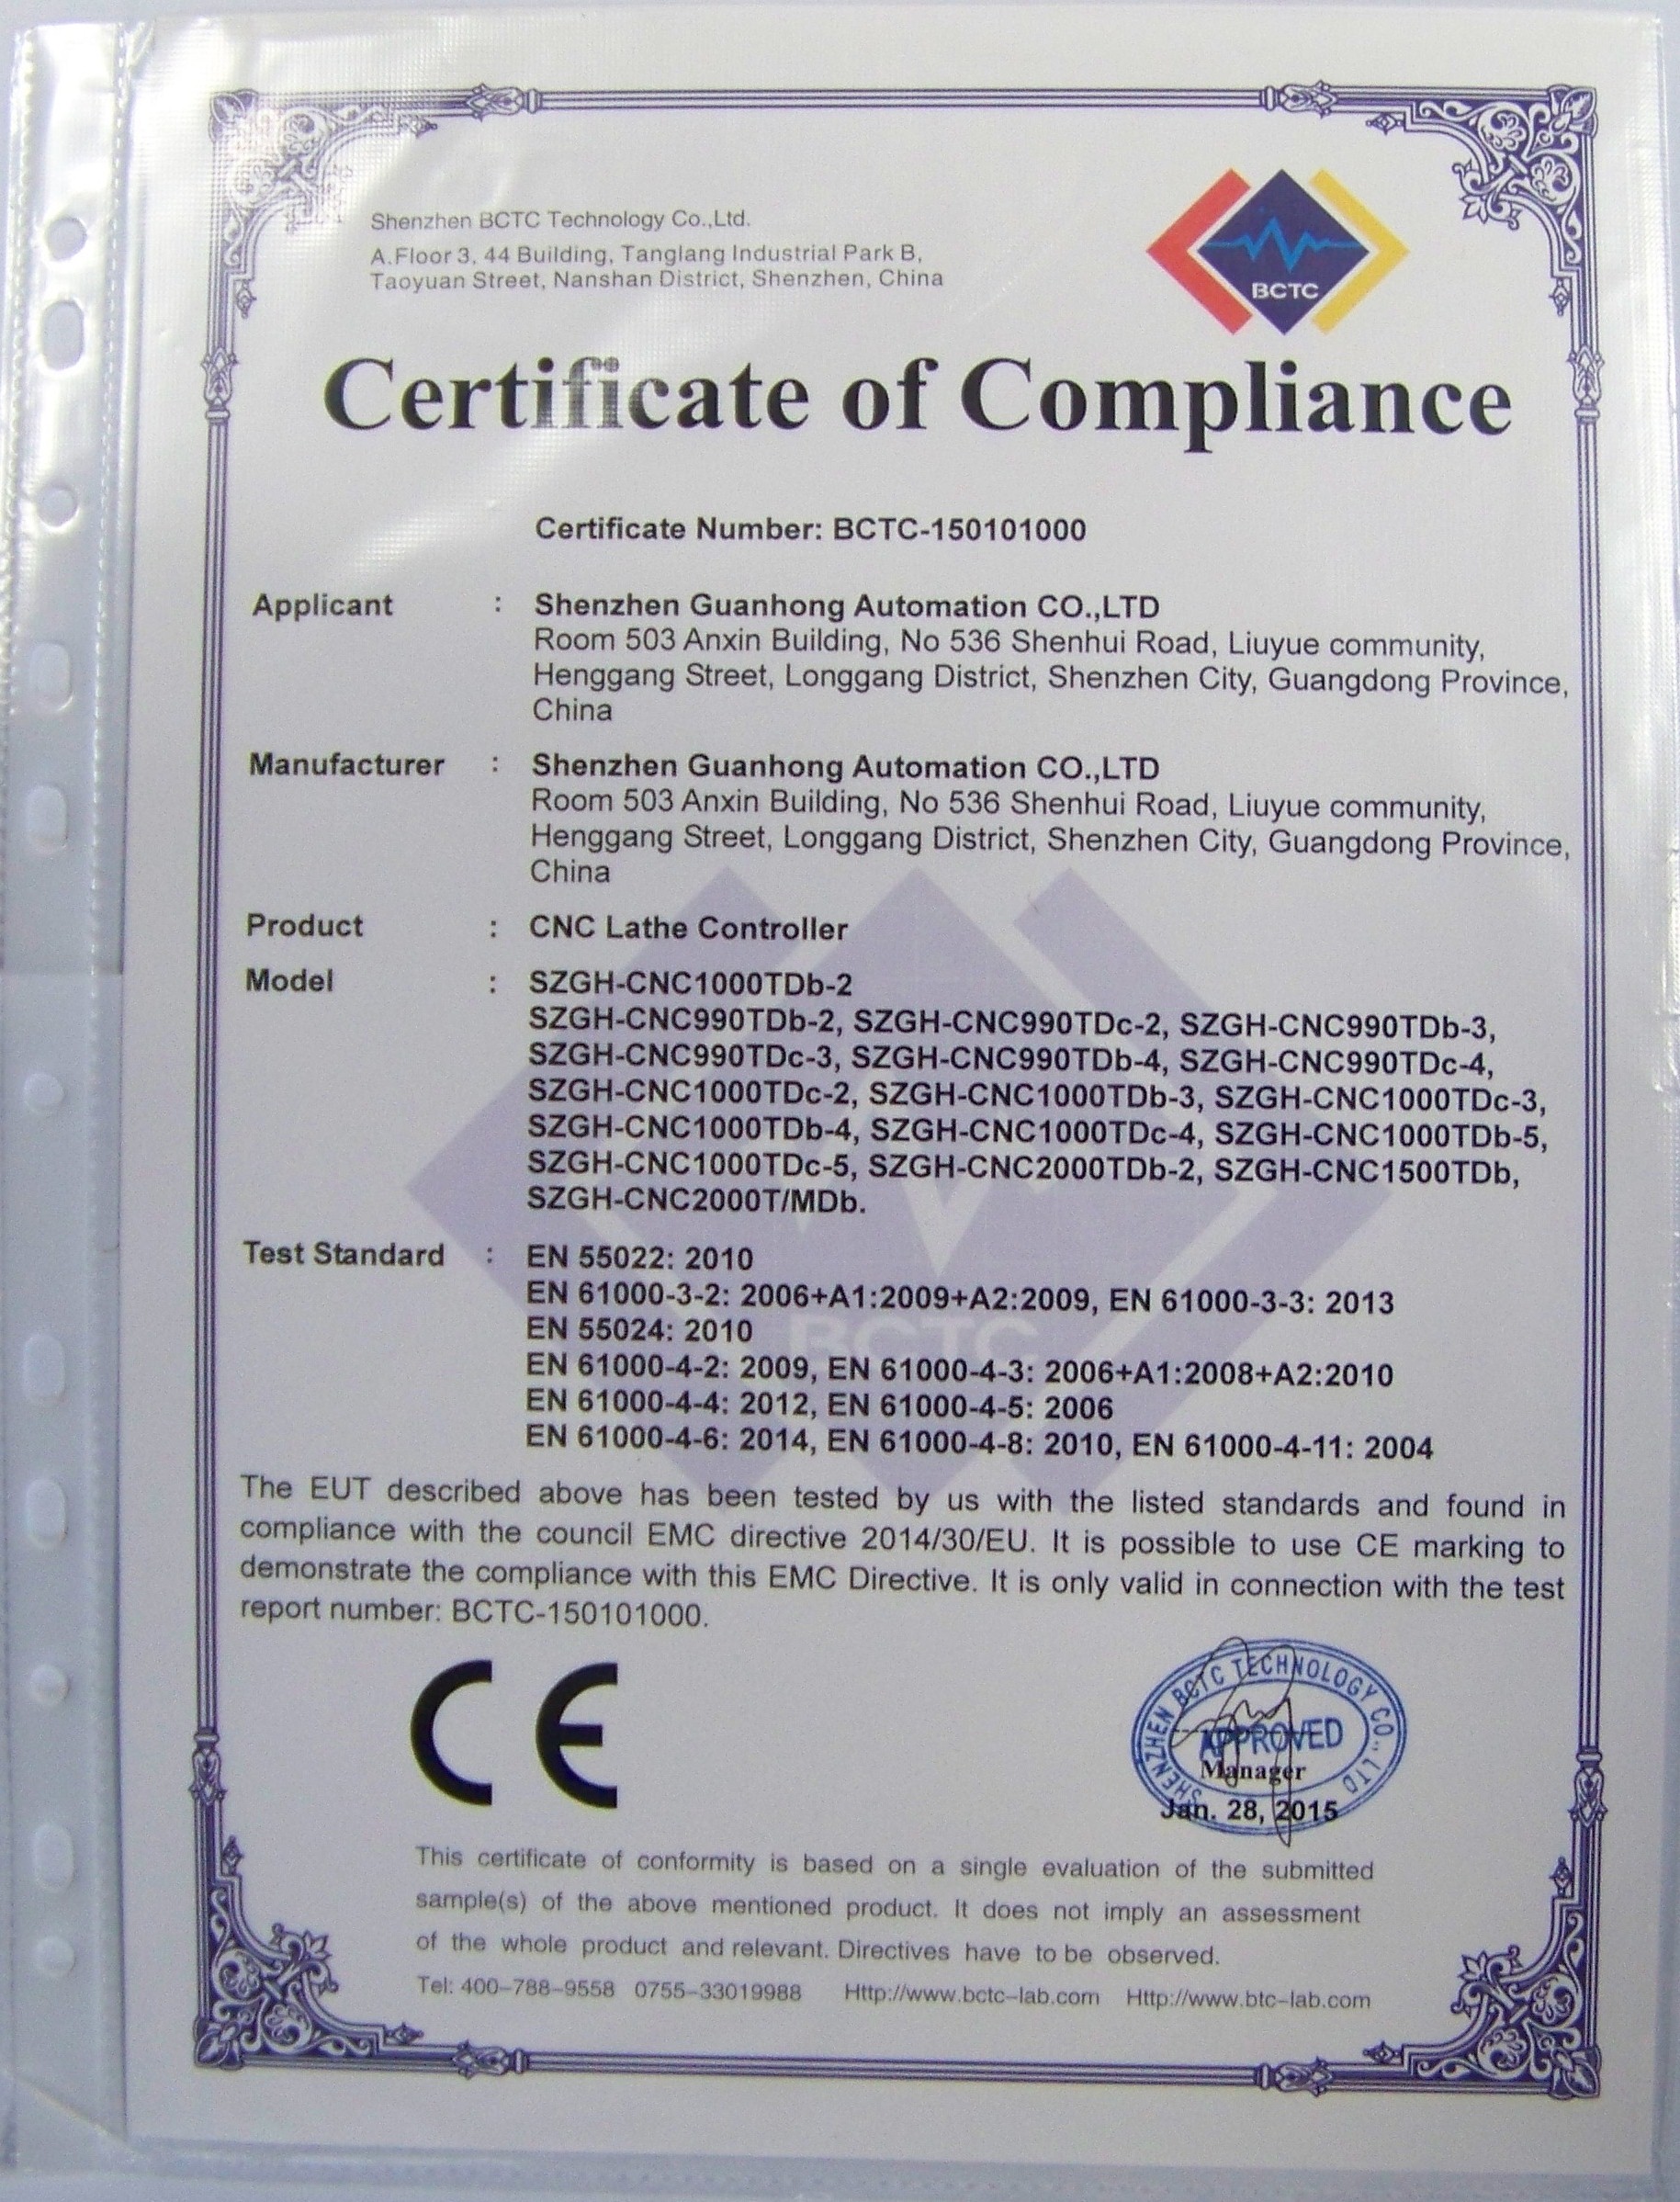 Shenzhen BCTC Technology Co.,Ltd.
A.Floor 3, 44 Building, Tanglang Industrial Park B,
Taoyuan Street, Nanshan District, Shenzhen, China
BCTC
Certificate of Compliance
Certificate Number: BCTC-150101000
Applicant : Shenzhen Guanhong Automation CO.,LTD
Room 503 Anxin Building, No 536 Shenhui Road, Liuyue community,
Henggang Street, Longgang District, Shenzhen City, Guangdong Province,
China
Manufacturer : Shenzhen Guanhong Automation CO.,LTD
Room 503 Anxin Building, No 536 Shenhui Road, Liuyue community,
Henggang Street, Longgang District, Shenzhen City, Guangdong Province,
China
Product : CNC Lathe Controller
Model : SZGH-CNC1000TDb-2
SZGH-CNC990TDb-2, SZGH-CNC990TDc-2, SZGH-CNC990TDb-3,
SZGH-CNC990TDc-3, SZGH-CNC990TDb-4, SZGH-CNC990TDc-4,
SZGH-CNC1000TDc-2, SZGH-CNC1000TDb-3, SZGH-CNC1000TDc-3,
SZGH-CNC1000TDb-4, SZGH-CNC1000TDc-4, SZGH-CNC1000TDb-5,
SZGH-CNC1000TDc-5, SZGH-CNC2000TDb-2, SZGH-CNC1500TDb,
SZGH-CNC2000T/MDb.
Test Standard : EN 55022: 2010
EN 61000-3-2: 2006+A1:2009+A2:2009, EN 61000-3-3: 2013
EN 55024: 2010
BCTC
EN 61000-4-2: 2009, EN 61000-4-3: 2006+A1:2008+A2:2010
EN 61000-4-4: 2012, EN 61000-4-5: 2006
EN 61000-4-6: 2014, EN 61000-4-8: 2010, EN 61000-4-11: 2004
The EUT described above has been tested by us with the listed standards and found in
compliance with the council EMC directive 2014/30/EU. It is possible to use CE marking to
demonstrate the compliance with this EMC Directive. It is only valid in connection with the test
report number: BCTC-150101000.
CE
SHENZHEN BCTC TECHNOLOGY CO., LTD
APPROVED
Manager
Jan. 28, 2015
This certificate of conformity is based on a single evaluation of the submitted
sample(s) of the above mentioned product. It does not imply an assessment
of the whole product and relevant. Directives have to be observed.
Tel: 400-788-9558 0755-33019988 Http://www.bctc-lab.com Http://www.btc-lab.com